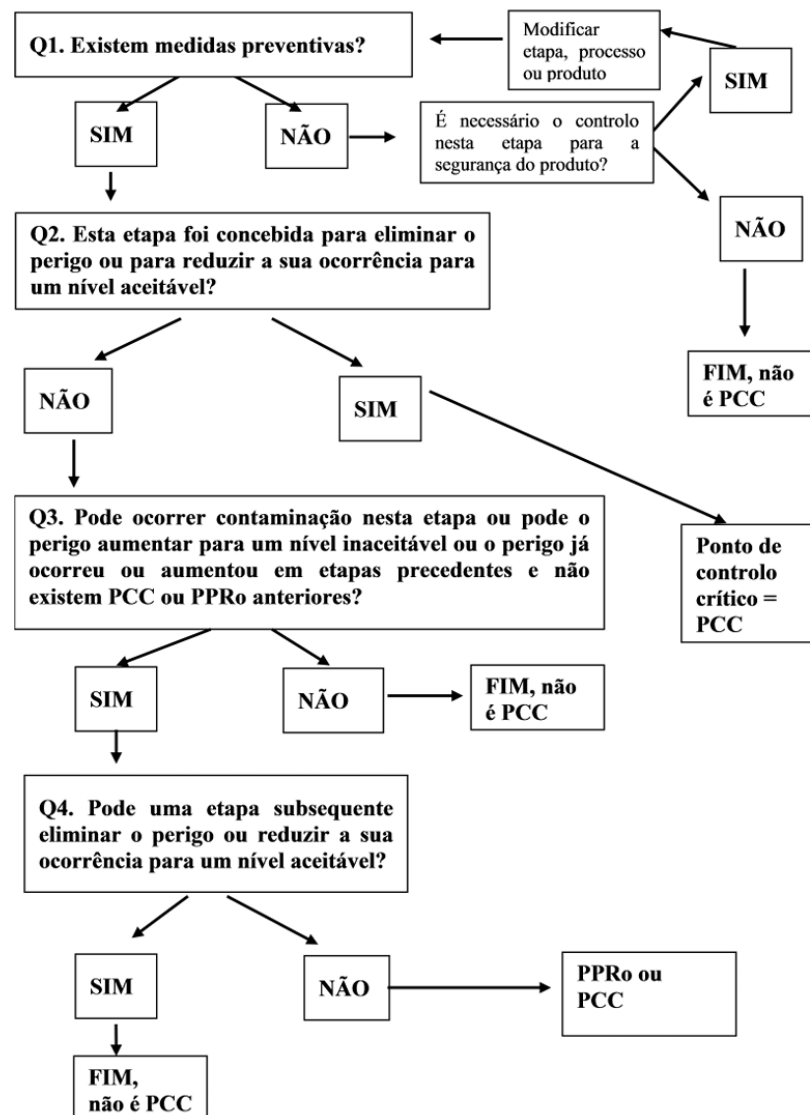 Q1. Existem medidas preventivas?
Modificar
etapa, processo
ou produto
SIM
SIM
NÃO
É necessário o controlo
nesta etapa para a
segurança do produto?
NÃO
Q2. Esta etapa foi concebida para eliminar o
perigo ou para reduzir a sua ocorrência para
um nível aceitável?
FIM, não
é PCC
NÃO
SIM
Q3. Pode ocorrer contaminação nesta etapa ou pode o
perigo aumentar para um nível inaceitável ou o perigo já
ocorreu ou aumentou em etapas precedentes e não
existem PCC ou PPRo anteriores?
Ponto de
controlo
crítico =
PCC
SIM
NÃO
FIM, não
é PCC
Q4. Pode uma etapa subsequente
eliminar o perigo ou reduzir a sua
ocorrência para um nível aceitável?
SIM
NÃO
PPRo ou
PCC
FIM,
não é PCC